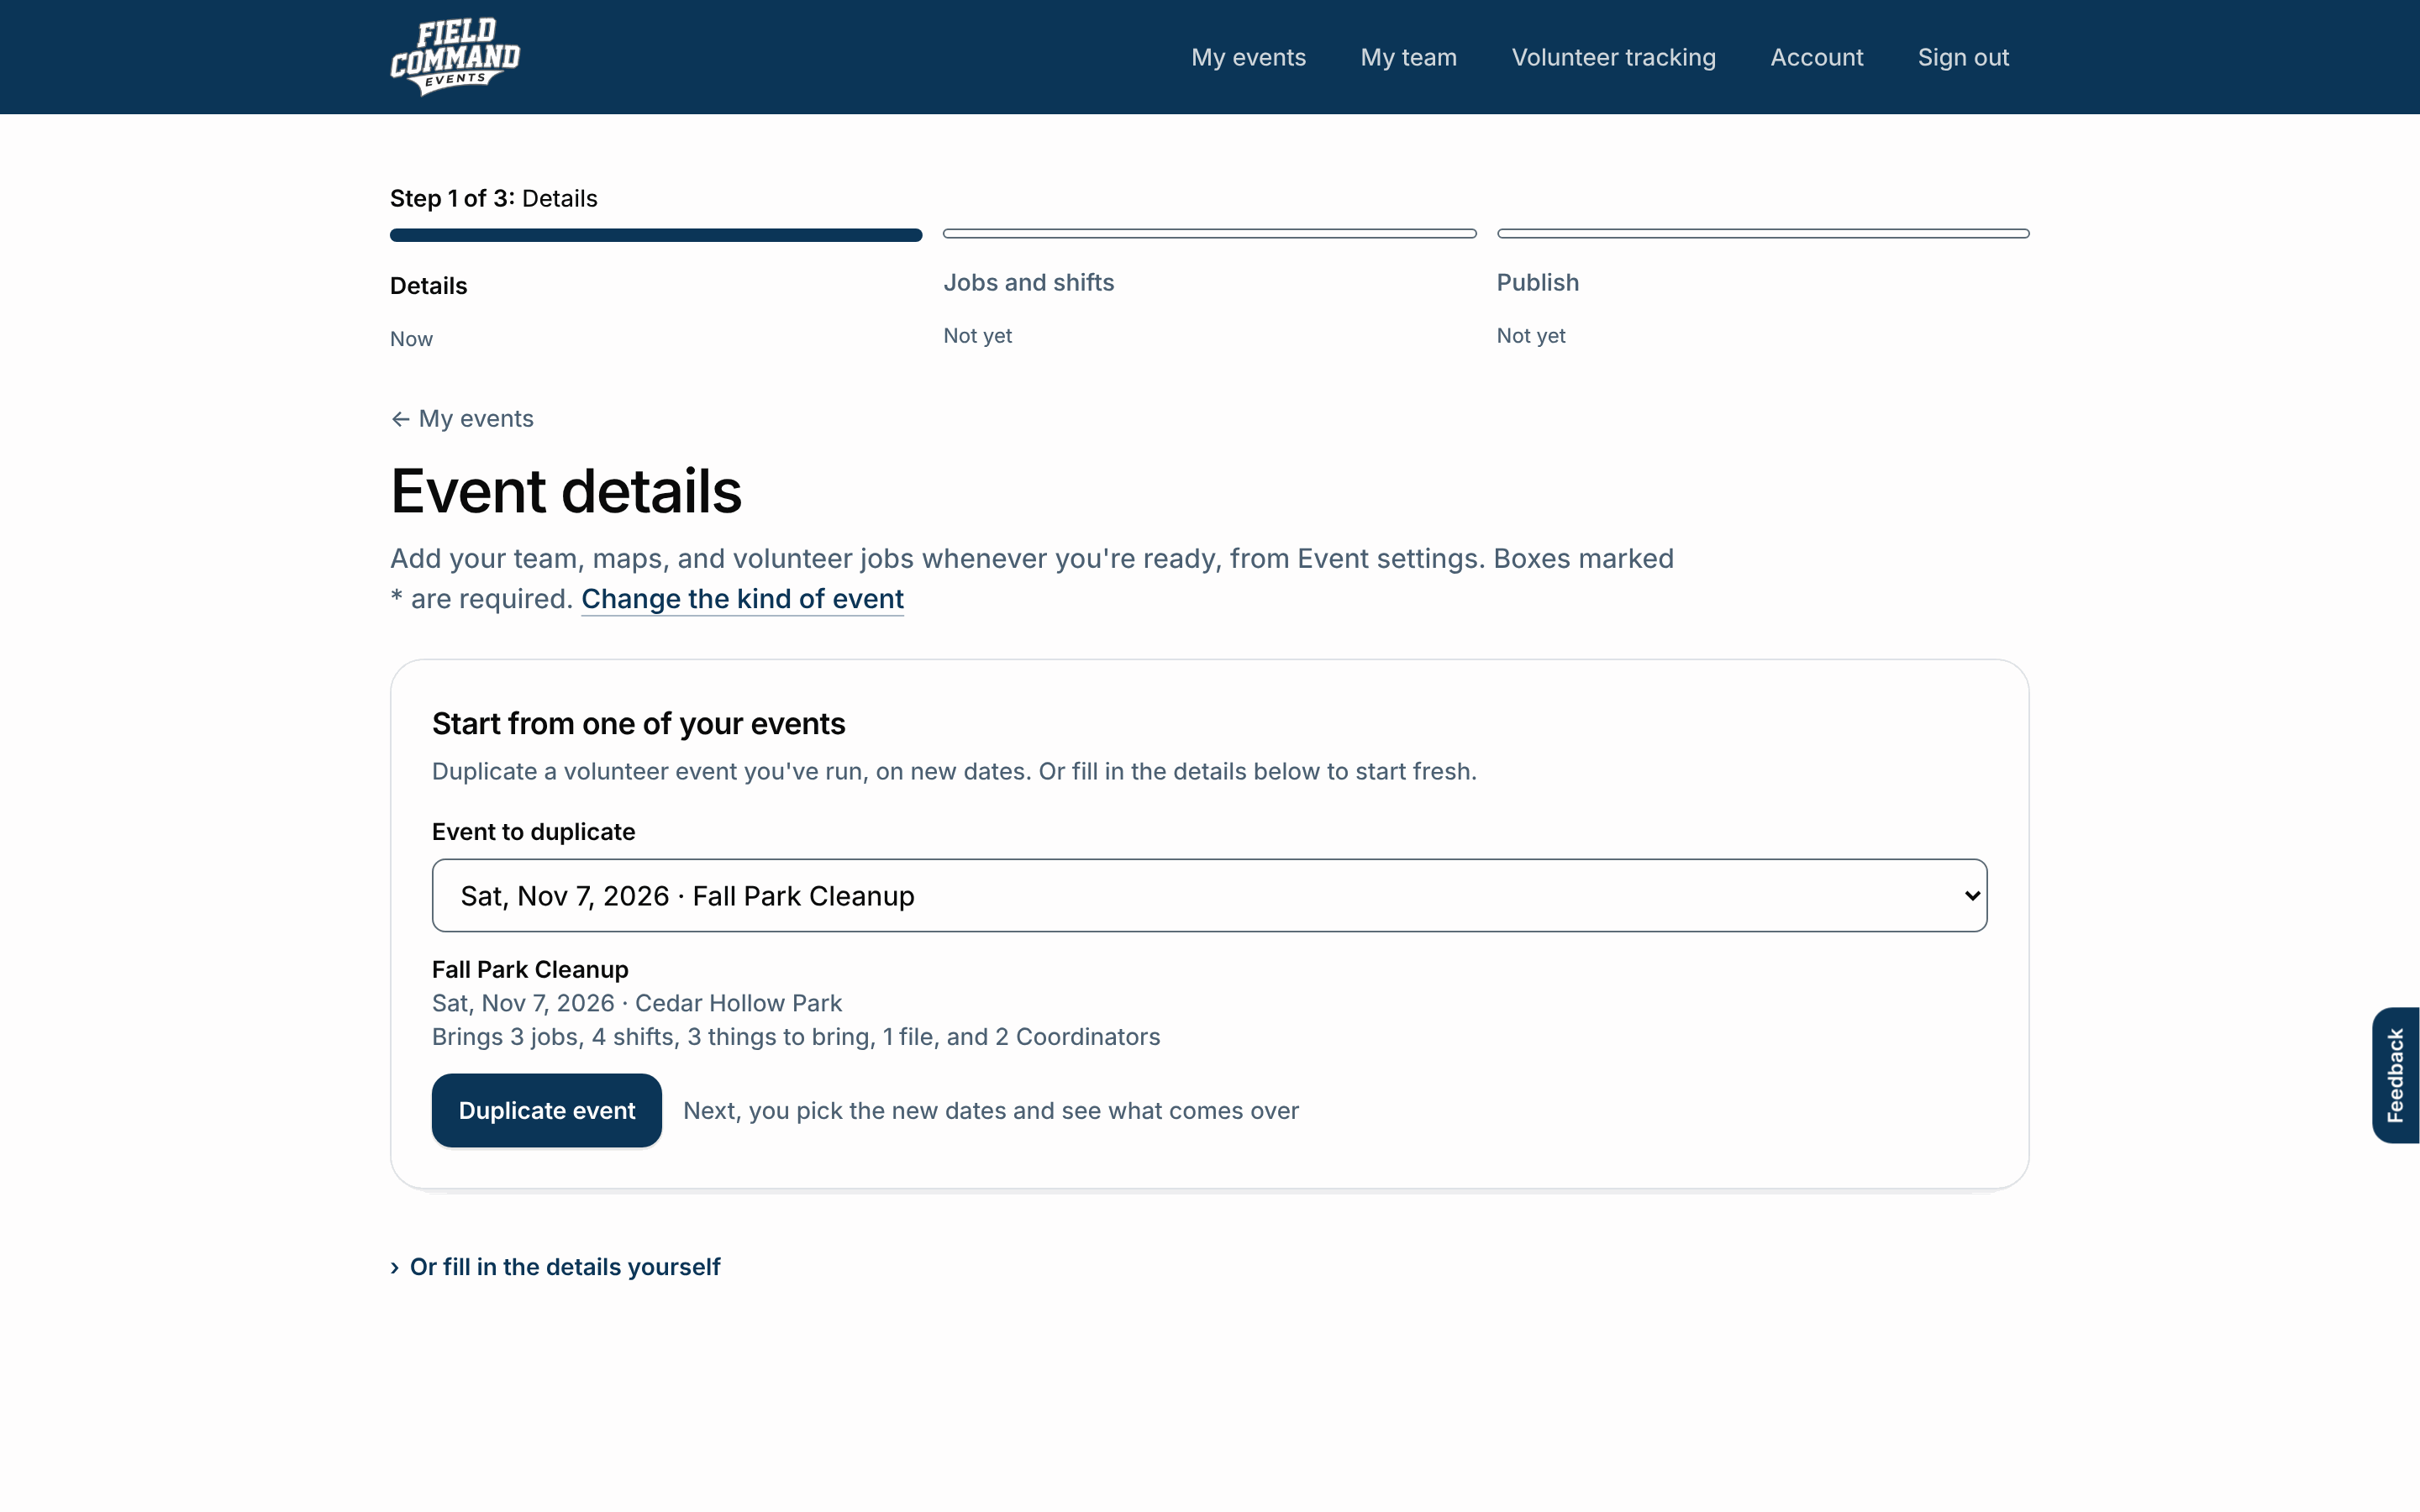 FIELD
COMMAND
EVENTS
My events
My team
Volunteer tracking
Account
Sign out
Step 1 of 3: Details
Details
Now
Jobs and shifts
Not yet
Publish
Not yet
← My events
Event details
Add your team, maps, and volunteer jobs whenever you're ready, from Event settings. Boxes marked
* are required. Change the kind of event
Start from one of your events
Duplicate a volunteer event you've run, on new dates. Or fill in the details below to start fresh.
Event to duplicate
Sat, Nov 7, 2026 · Fall Park Cleanup
Fall Park Cleanup
Sat, Nov 7, 2026 · Cedar Hollow Park
Brings 3 jobs, 4 shifts, 3 things to bring, 1 file, and 2 Coordinators
Duplicate event
Next, you pick the new dates and see what comes over
Feedback
› Or fill in the details yourself